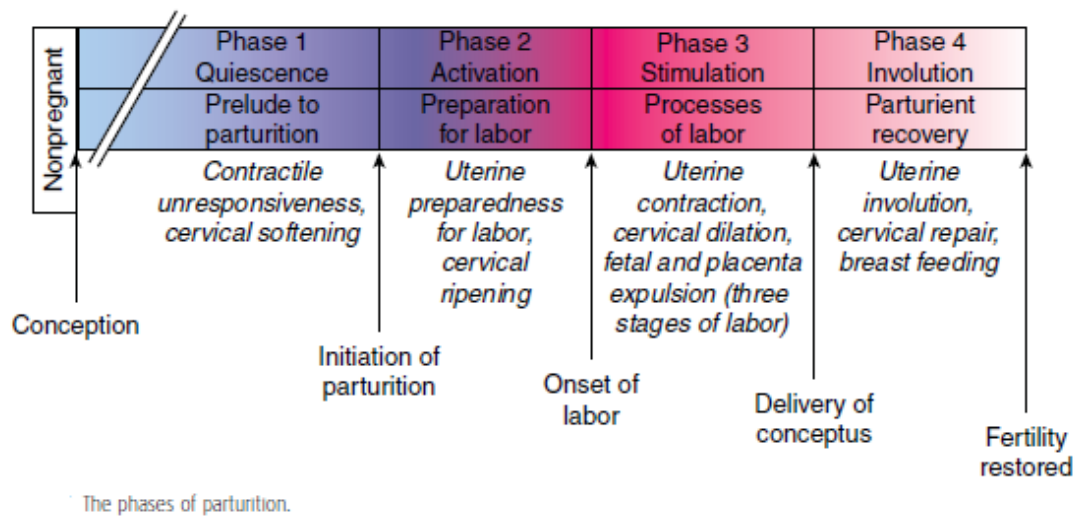 Nonpregnant
Phase 1
Quiescence
Phase 2
Activation
Phase 3
Stimulation
Phase 4
Involution
Prelude to
parturition
Preparation
for labor
Processes
of labor
Parturient
recovery
Contractile
unresponsiveness,
cervical softening
Uterine
preparedness
for labor,
cervical
ripening
Uterine
contraction,
cervical dilation,
fetal and placenta
expulsion (three
stages of labor)
Uterine
involution,
cervical repair,
breast feeding
Conception
Initiation of
parturition
Onset of
labor
Delivery of
conceptus
Fertility
restored
The phases of parturition.